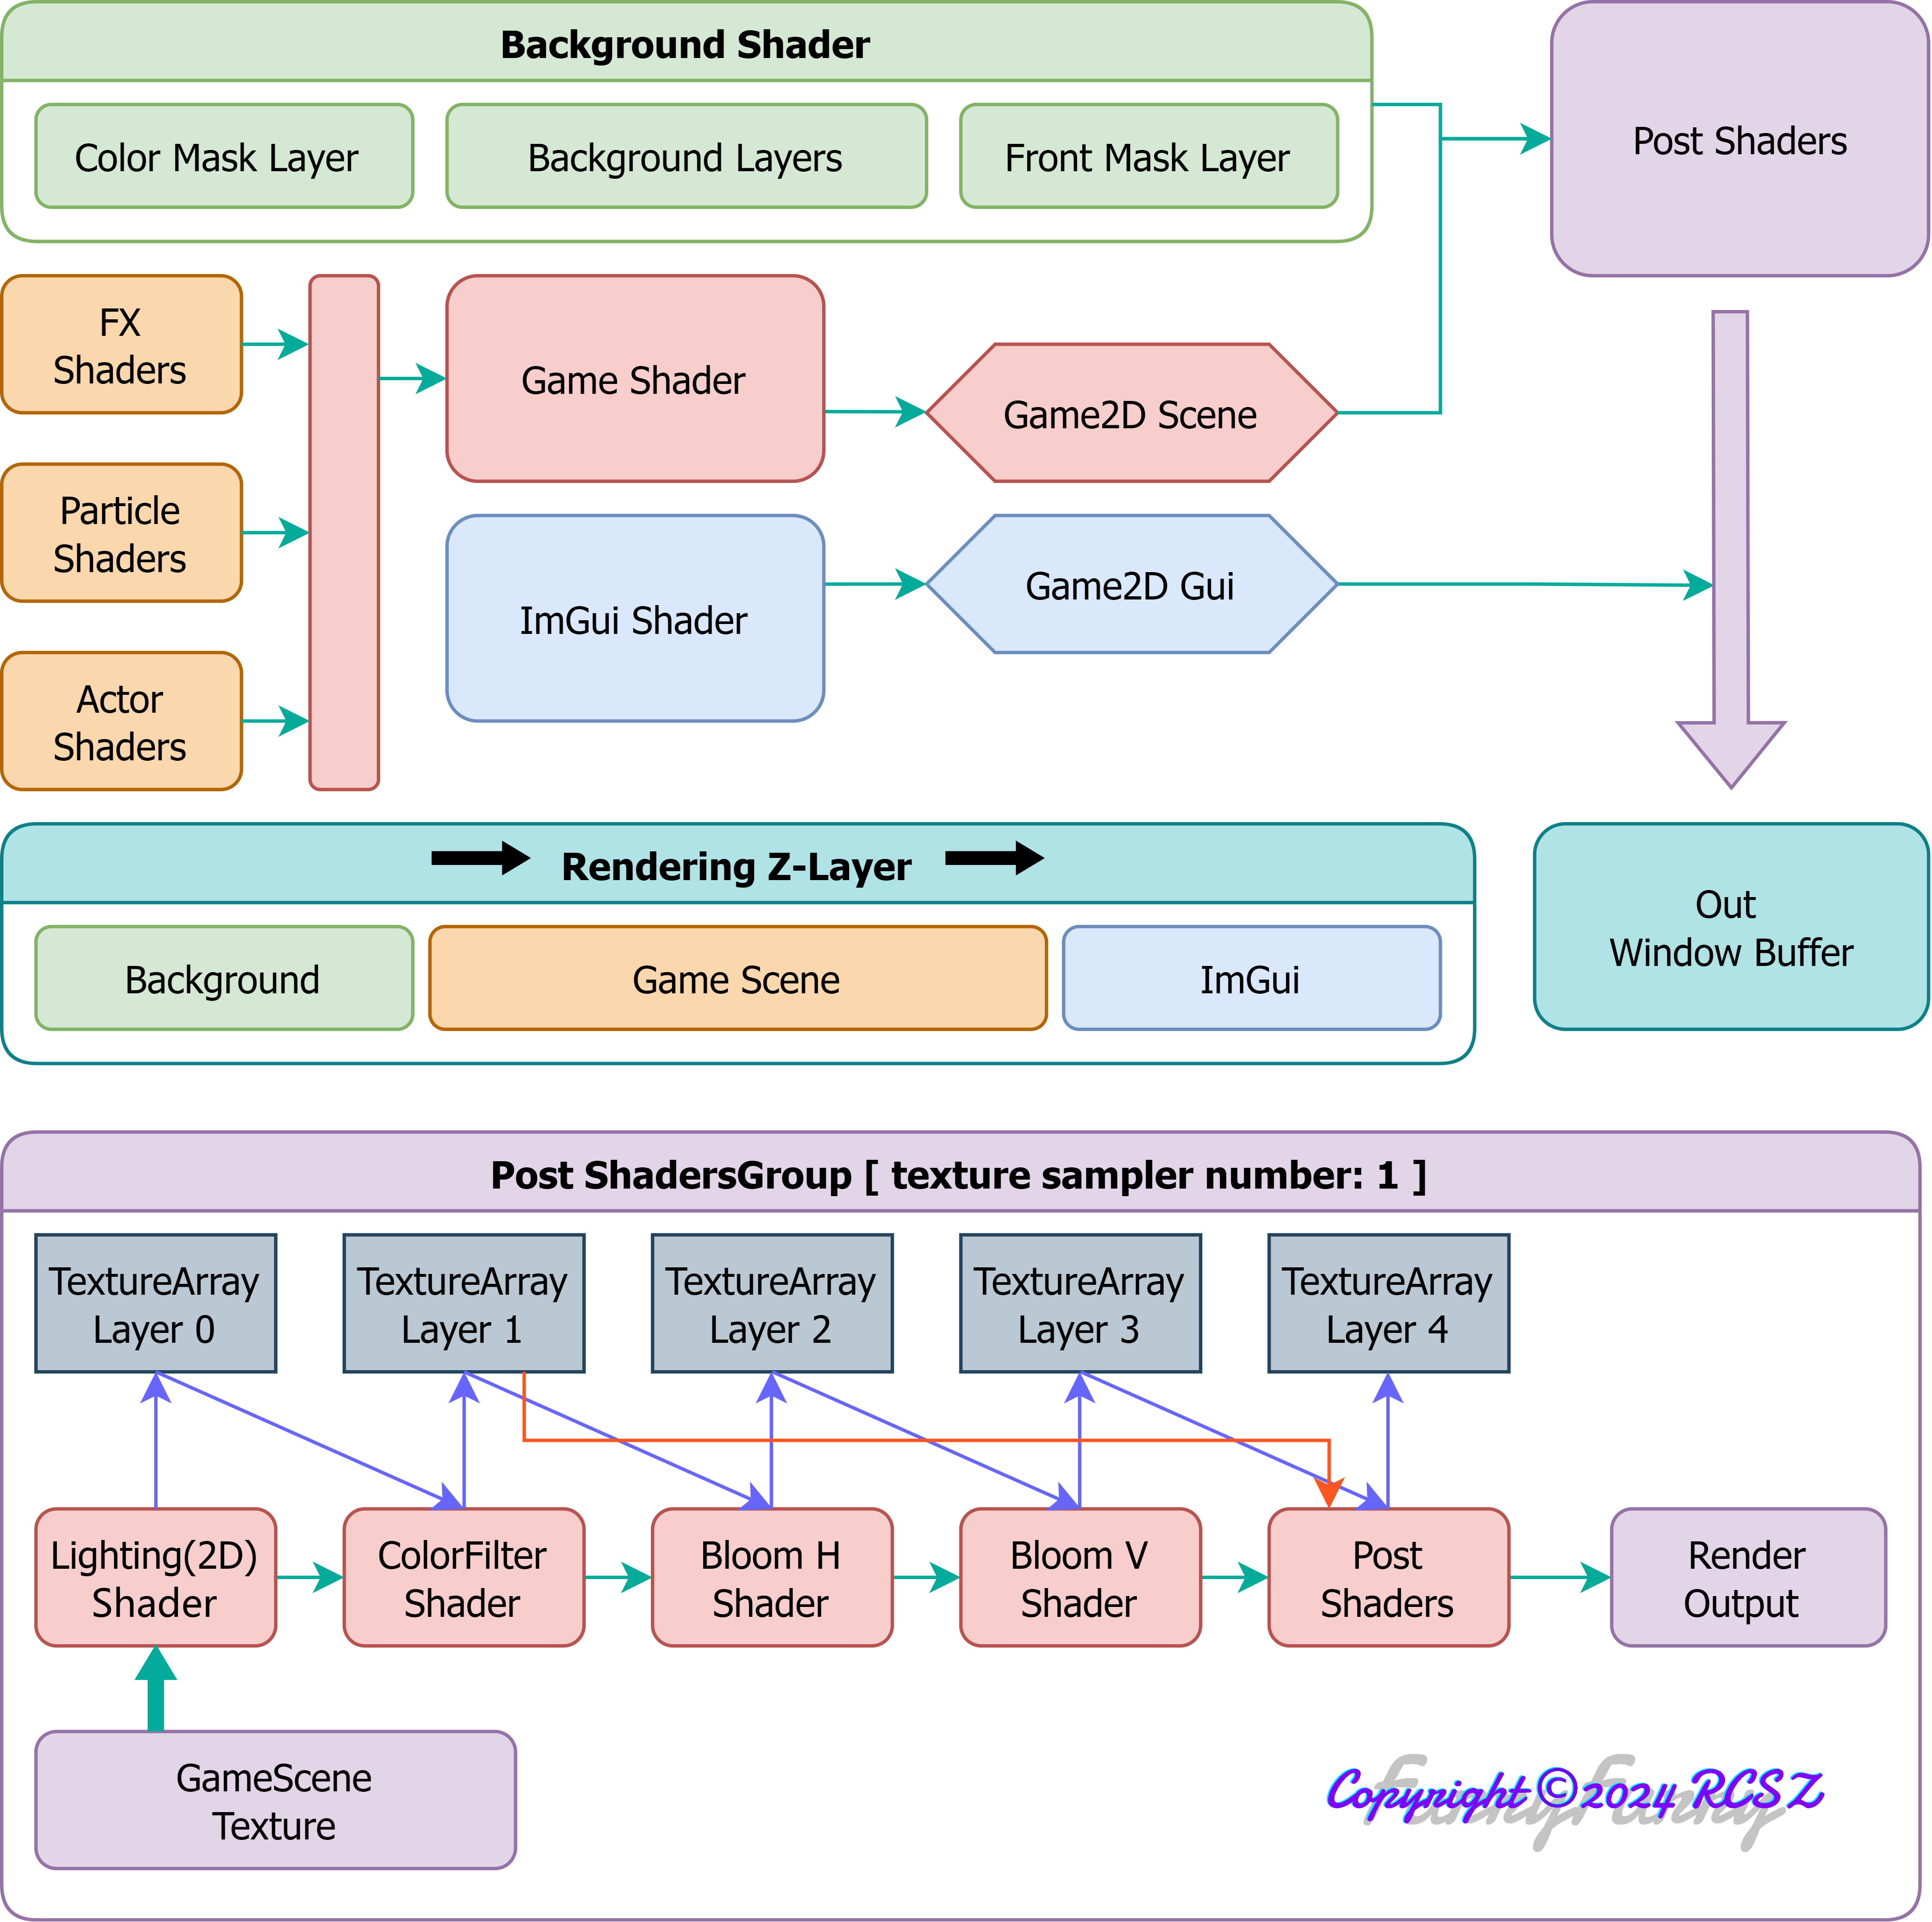 Background Shader
Color Mask Layer
Background Layers
Front Mask Layer
Post Shaders
FX
Shaders
Game Shader
Game2D Scene
Particle
Shaders
ImGui Shader
Game2D Gui
Actor
Shaders
Rendering Z-Layer
Background
Game Scene
ImGui
Out
Window Buffer
Post ShadersGroup [ texture sampler number: 1 ]
TextureArray
Layer 0
TextureArray
Layer 1
TextureArray
Layer 2
TextureArray
Layer 3
TextureArray
Layer 4
Lighting(2D)
Shader
ColorFilter
Shader
Bloom H
Shader
Bloom V
Shader
Post
Shaders
Render
Output
GameScene
Texture
Copyright ©2024 RCSZ